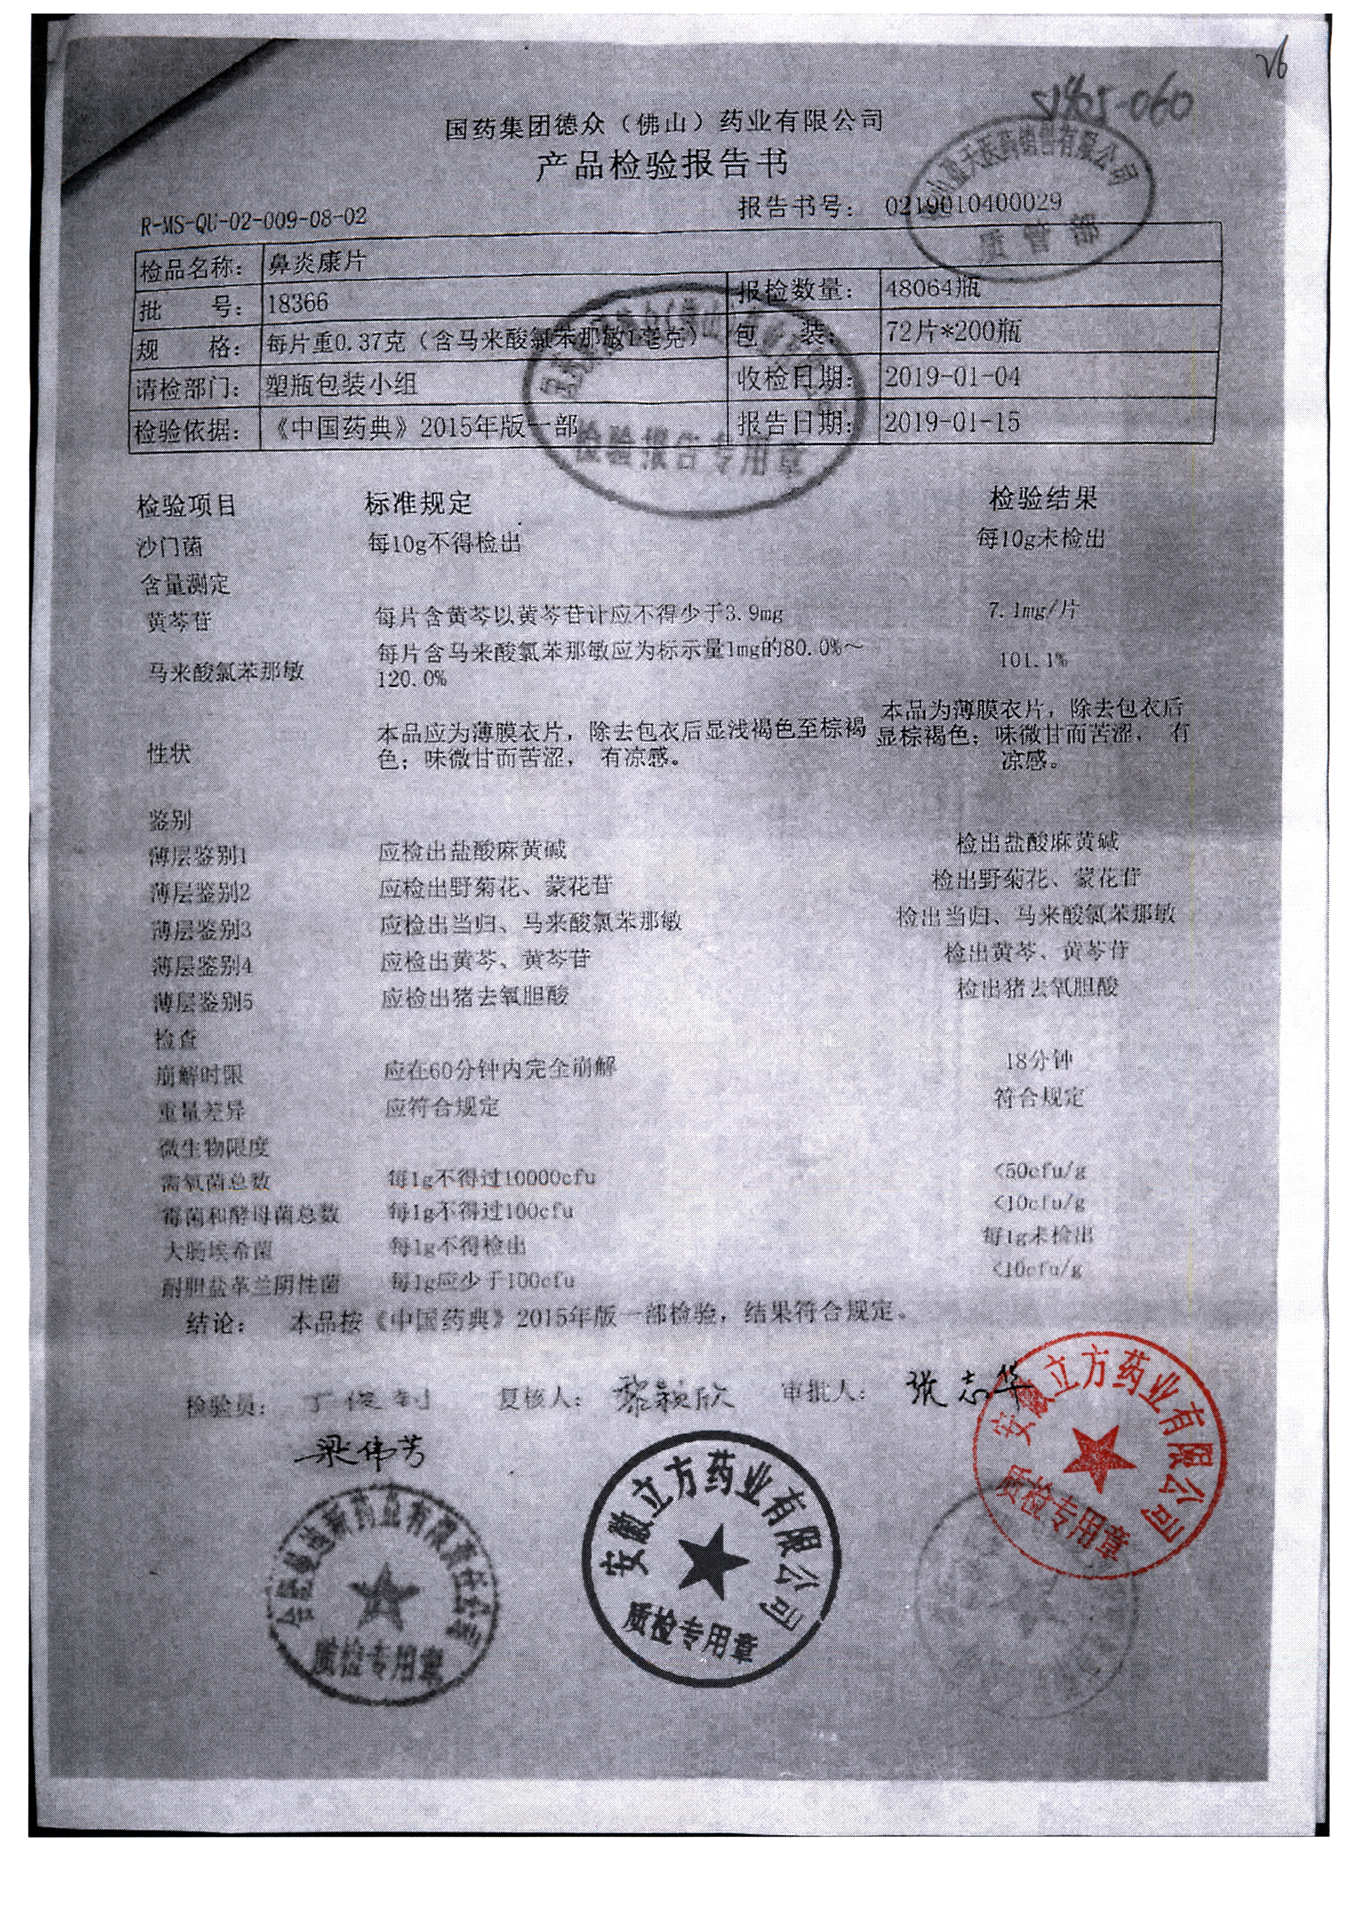 国药集团德众（佛山）药业有限公司
产品检验报告书
R-MS-QU-02-009-08-02
报告书号： 0219010400029
质管部
检品名称： 鼻炎康片
批 号： 18366 报检数量： 48064瓶
规 格： 每片重0.37克（含马来酸氯苯那敏1毫克） 包 装： 72片*200瓶
请检部门： 塑瓶包装小组 收检日期： 2019-01-04
检验依据： 《中国药典》2015年版一部 报告日期： 2019-01-15
检验报告专用章
检验项目 标准规定 检验结果
沙门菌 每10g不得检出 每10g未检出
含量测定
黄芩苷 每片含黄芩以黄芩苷计应不得少于3.9mg 7.1mg/片
马来酸氯苯那敏 每片含马来酸氯苯那敏应为标示量1mg的80.0%～ 101.1%
120.0%
性状 本品应为薄膜衣片，除去包衣后显浅褐色至棕褐 本品为薄膜衣片，除去包衣后
色；味微甘而苦涩， 有凉感。 显棕褐色；味微甘而苦涩， 有
凉感。
鉴别
薄层鉴别1 应检出盐酸麻黄碱 检出盐酸麻黄碱
薄层鉴别2 应检出野菊花、蒙花苷 检出野菊花、蒙花苷
薄层鉴别3 应检出当归、马来酸氯苯那敏 检出当归、马来酸氯苯那敏
薄层鉴别4 应检出黄芩、黄芩苷 检出黄芩、黄芩苷
薄层鉴别5 应检出猪去氧胆酸 检出猪去氧胆酸
检查
崩解时限 应在60分钟内完全崩解 18分钟
重量差异 应符合规定 符合规定
微生物限度
需氧菌总数 每1g不得过10000cfu <50cfu/g
霉菌和酵母菌总数 每1g不得过100cfu <10cfu/g
大肠埃希菌 每1g不得检出 每1g未检出
耐胆盐革兰阴性菌 每1g应少于100cfu <10cfu/g
结论： 本品按《中国药典》2015年版一部检验，结果符合规定。
检验员： 复核人： 黎颖欣 审批人： 张志华
梁伟芳
质检专用章
安徽立方药业有限公司
质检专用章
安徽立方药业有限公司
质检专用章